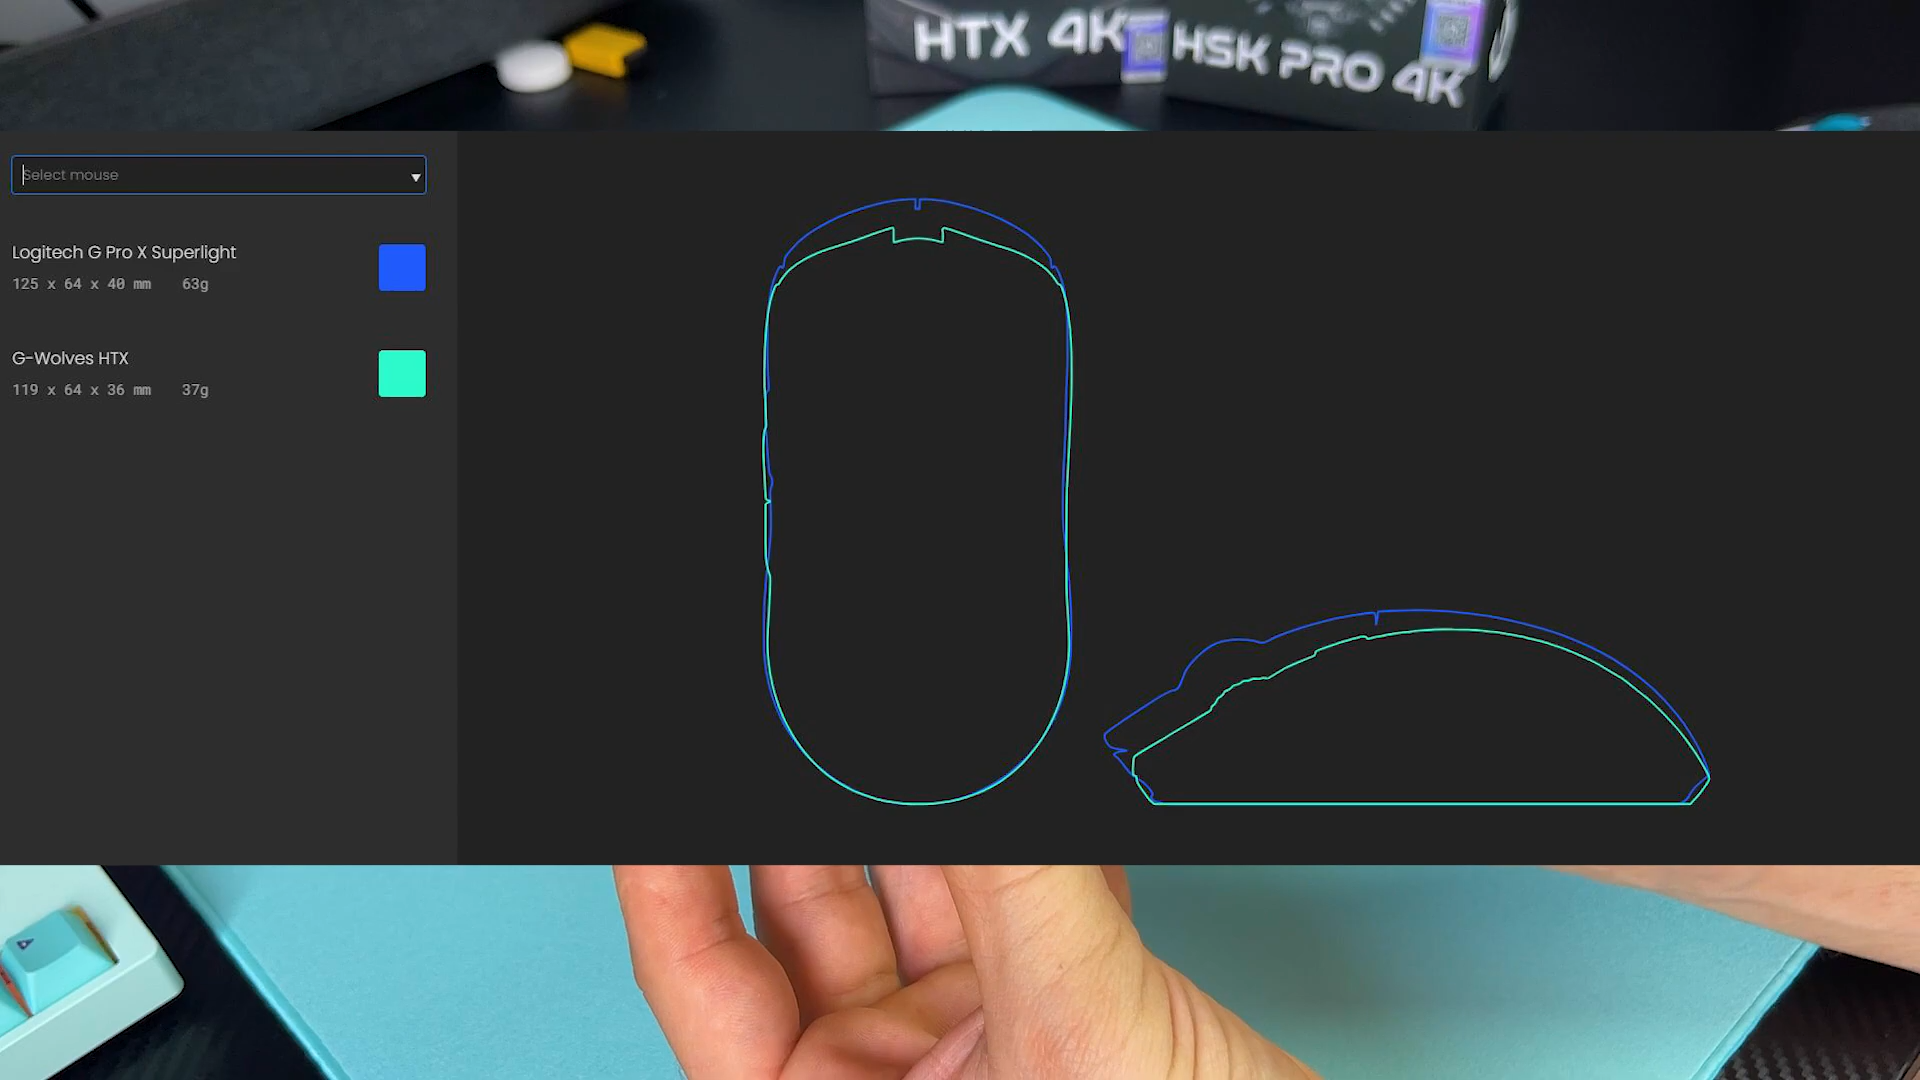 HTX 4K
HSK PRO 4K
Select mouse
Logitech G Pro X Superlight
125 x 64 x 40 mm 63g
G-Wolves HTX
119 x 64 x 36 mm 37g